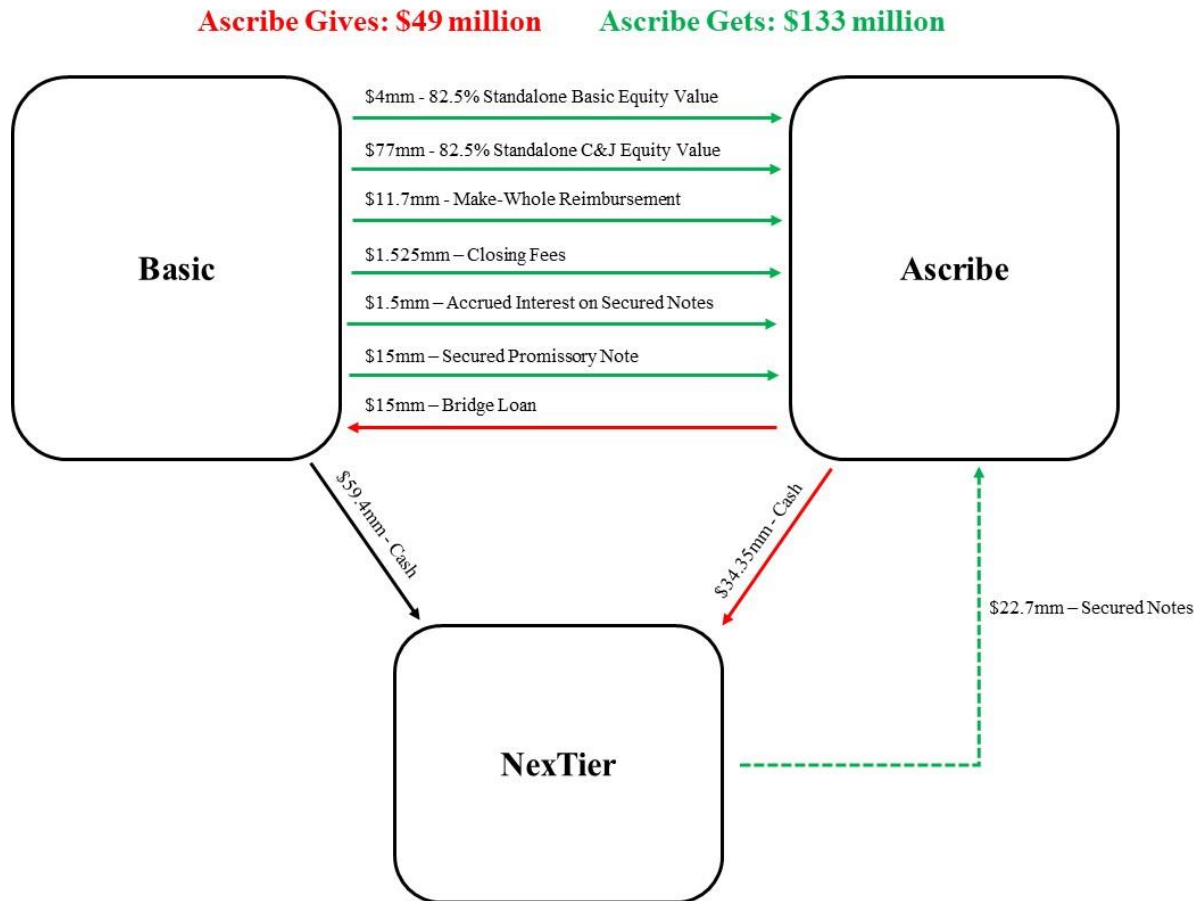 Ascribe Gives: $49 million
Ascribe Gets: $133 million
$4mm - 82.5% Standalone Basic Equity Value
$77mm - 82.5% Standalone C&J Equity Value
$11.7mm - Make-Whole Reimbursement
Basic
$1.525mm – Closing Fees
Ascribe
$1.5mm – Accrued Interest on Secured Notes
$15mm – Secured Promissory Note
$15mm – Bridge Loan
$59.4mm - Cash
$34.35mm - Cash
$22.7mm – Secured Notes
NexTier